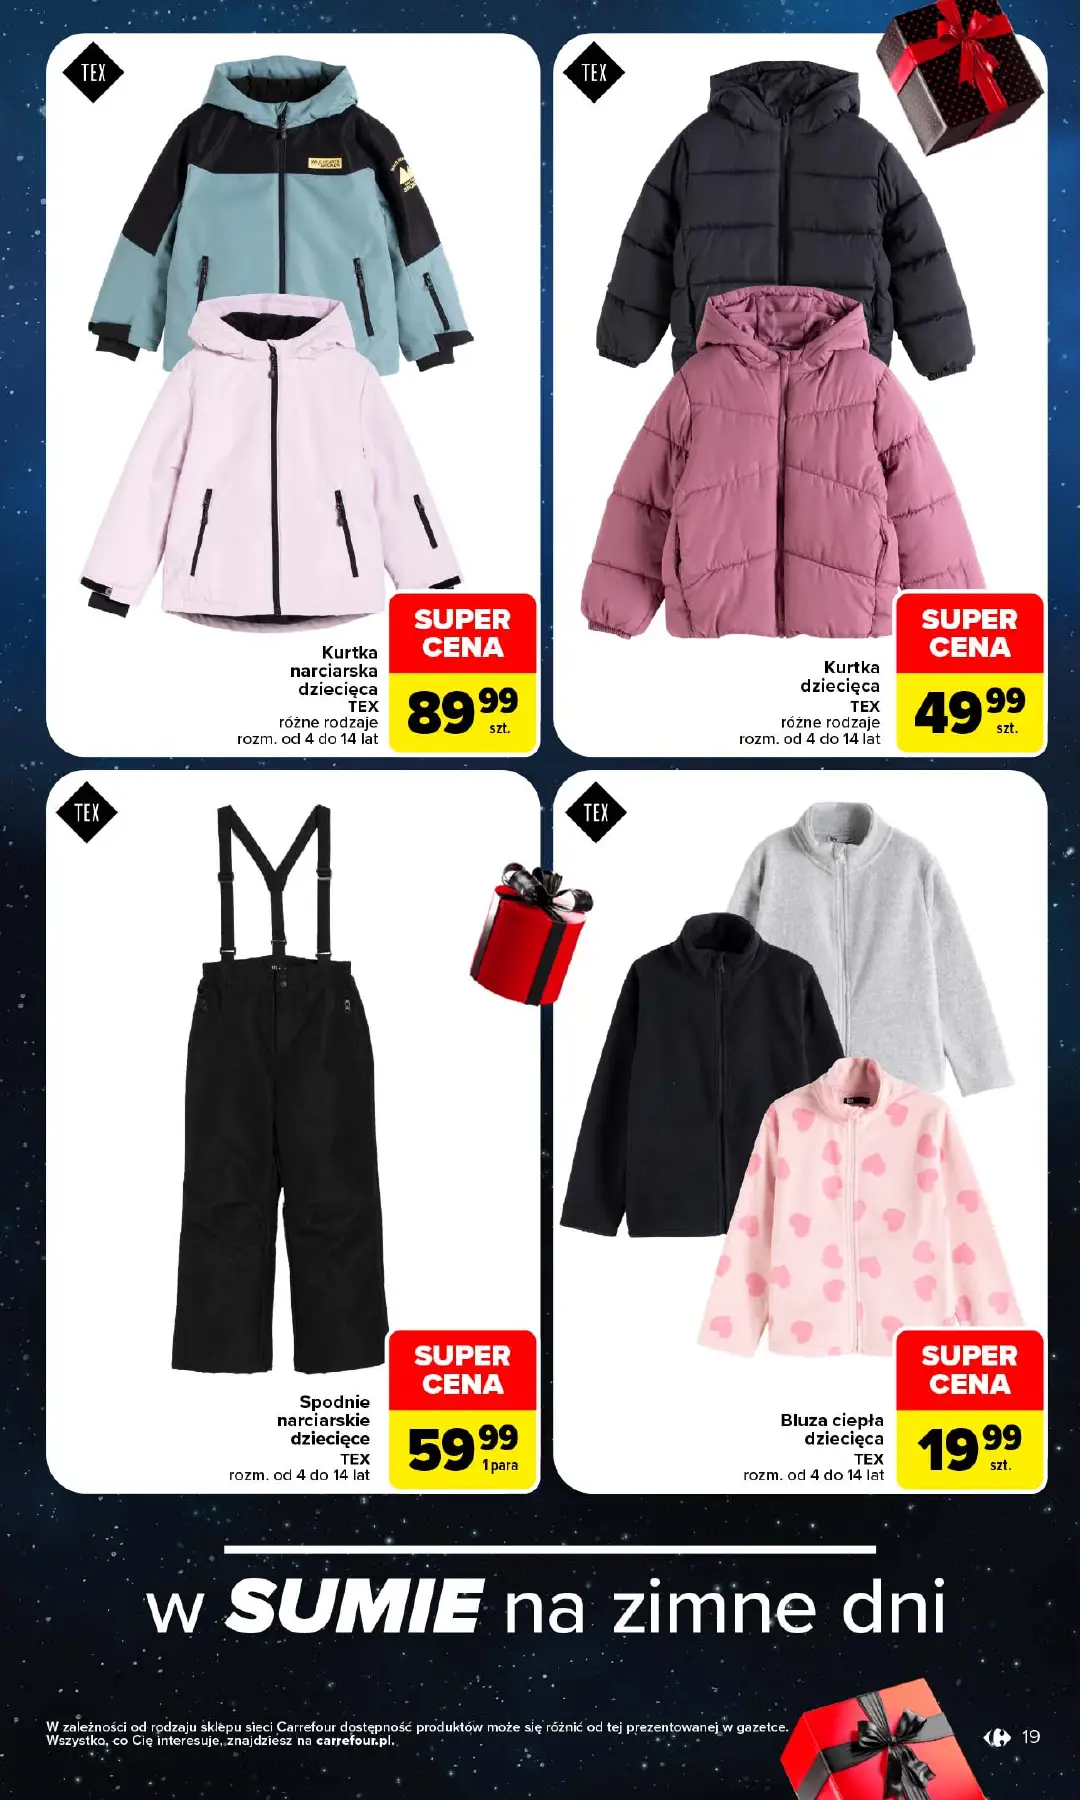 TEX
SUPER
CENA
Kurtka
narciarska
dziecięca
TEX
różne rodzaje
rozm. od 4 do 14 lat
89 99
szt.
TEX
SUPER
CENA
Kurtka
dziecięca
TEX
różne rodzaje
rozm. od 4 do 14 lat
49 99
szt.
TEX
SUPER
CENA
Spodnie
narciarskie
dziecięce
TEX
rozm. od 4 do 14 lat
59 99
1 para
TEX
SUPER
CENA
Bluza ciepła
dziecięca
TEX
rozm. od 4 do 14 lat
19 99
szt.
w SUMIE na zimne dni
W zależności od rodzaju sklepu sieci Carrefour dostępność produktów może się różnić od tej prezentowanej w gazetce.
Wszystko, co Cię interesuje, znajdziesz na carrefour.pl.
19